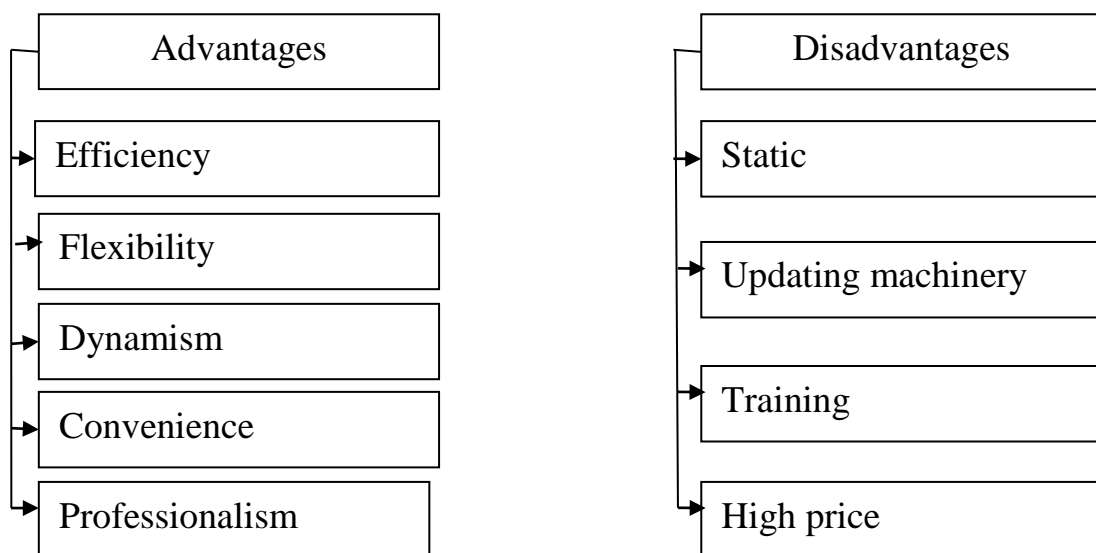 Advantages
Efficiency
Flexibility
Dynamism
Convenience
Professionalism
Disadvantages
Static
Updating machinery
Training
High price